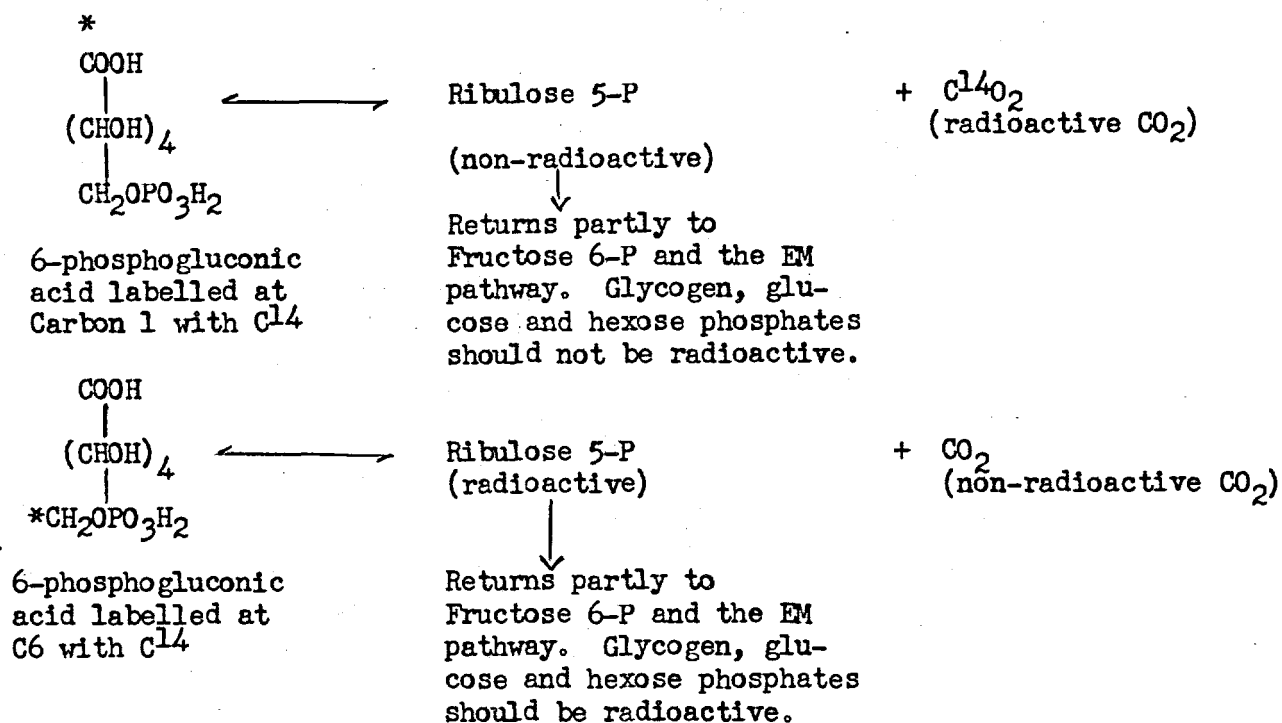 *
COOH
(CHOH)4
CH2OPO3H2
6-phosphogluconic
acid labelled at
Carbon 1 with C14
Ribulose 5-P
(non-radioactive)
Returns partly to
Fructose 6-P and the EM
pathway. Glycogen, glu-
cose and hexose phosphates
should not be radioactive.
+ C14O2
(radioactive CO2)
COOH
(CHOH)4
*CH2OPO3H2
6-phosphogluconic
acid labelled at
C6 with C14
Ribulose 5-P
(radioactive)
Returns partly to
Fructose 6-P and the EM
pathway. Glycogen, glu-
cose and hexose phosphates
should be radioactive.
+ CO2
(non-radioactive CO2)